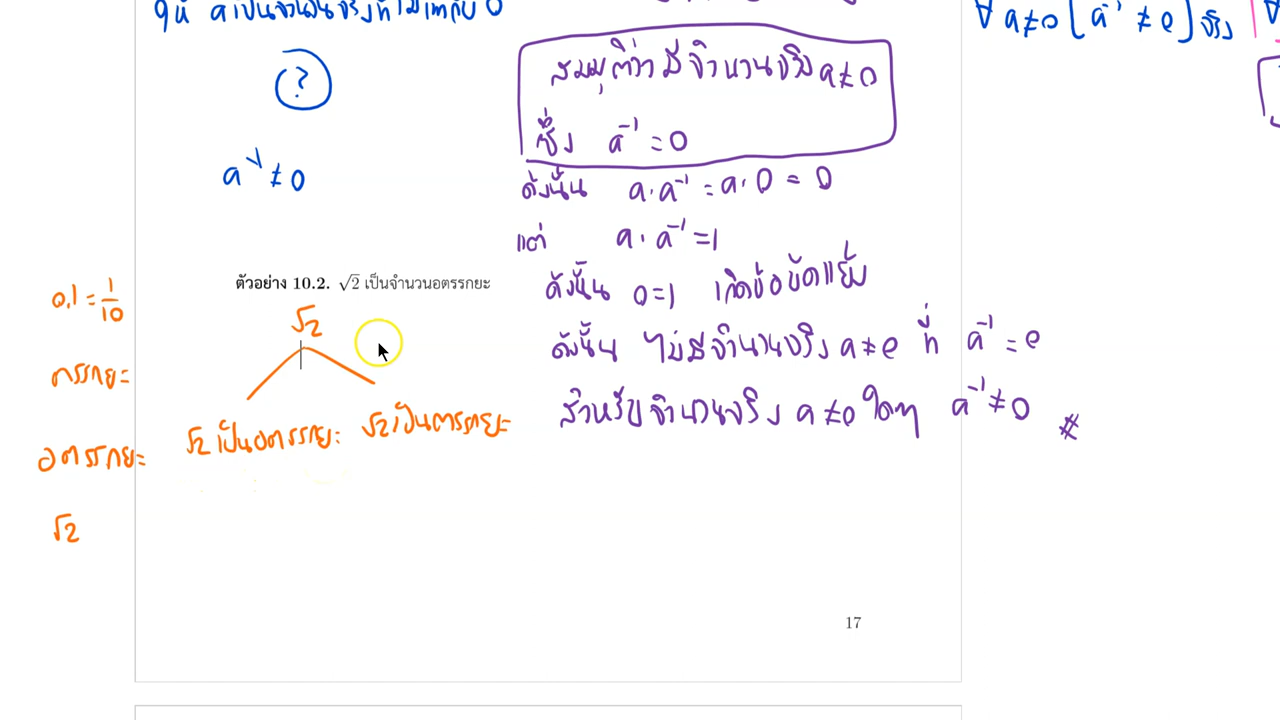 ให้ a เป็นจำนวนจริงที่ไม่เท่ากับ 0
?
a⁻¹ ≠ 0
สมมุติว่า มีจำนวนจริง a≠0
ซึ่ง a⁻¹ = 0
ดังนั้น a·a⁻¹ = a·0 = 0
แต่ a·a⁻¹ = 1
ดังนั้น 0=1 เกิดข้อขัดแย้ง
ดังนั้น ไม่มีจำนวนจริง a≠0 ที่ a⁻¹ = 0
สำหรับจำนวนจริง a≠0 ใดๆ a⁻¹ ≠ 0 #
∀a≠0 [a⁻¹ ≠ 0] จริง
ตัวอย่าง 10.2. √2 เป็นจำนวนอตรรกยะ
√2
√2 เป็นอตรรกยะ √2 เป็นตรรกยะ
0.1 = 1/10
ตรรกยะ
อตรรกยะ
√2
17